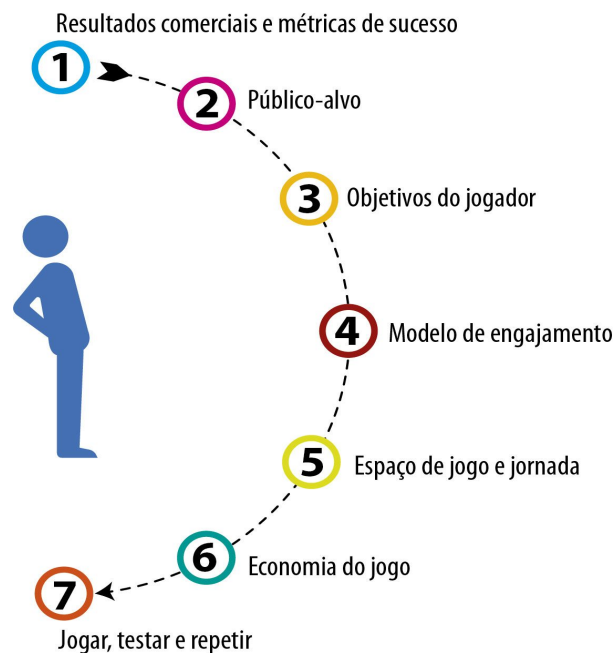 Resultados comerciais e métricas de sucesso
1
2 Público-alvo
3 Objetivos do jogador
4 Modelo de engajamento
5 Espaço de jogo e jornada
6 Economia do jogo
7
Jogar, testar e repetir